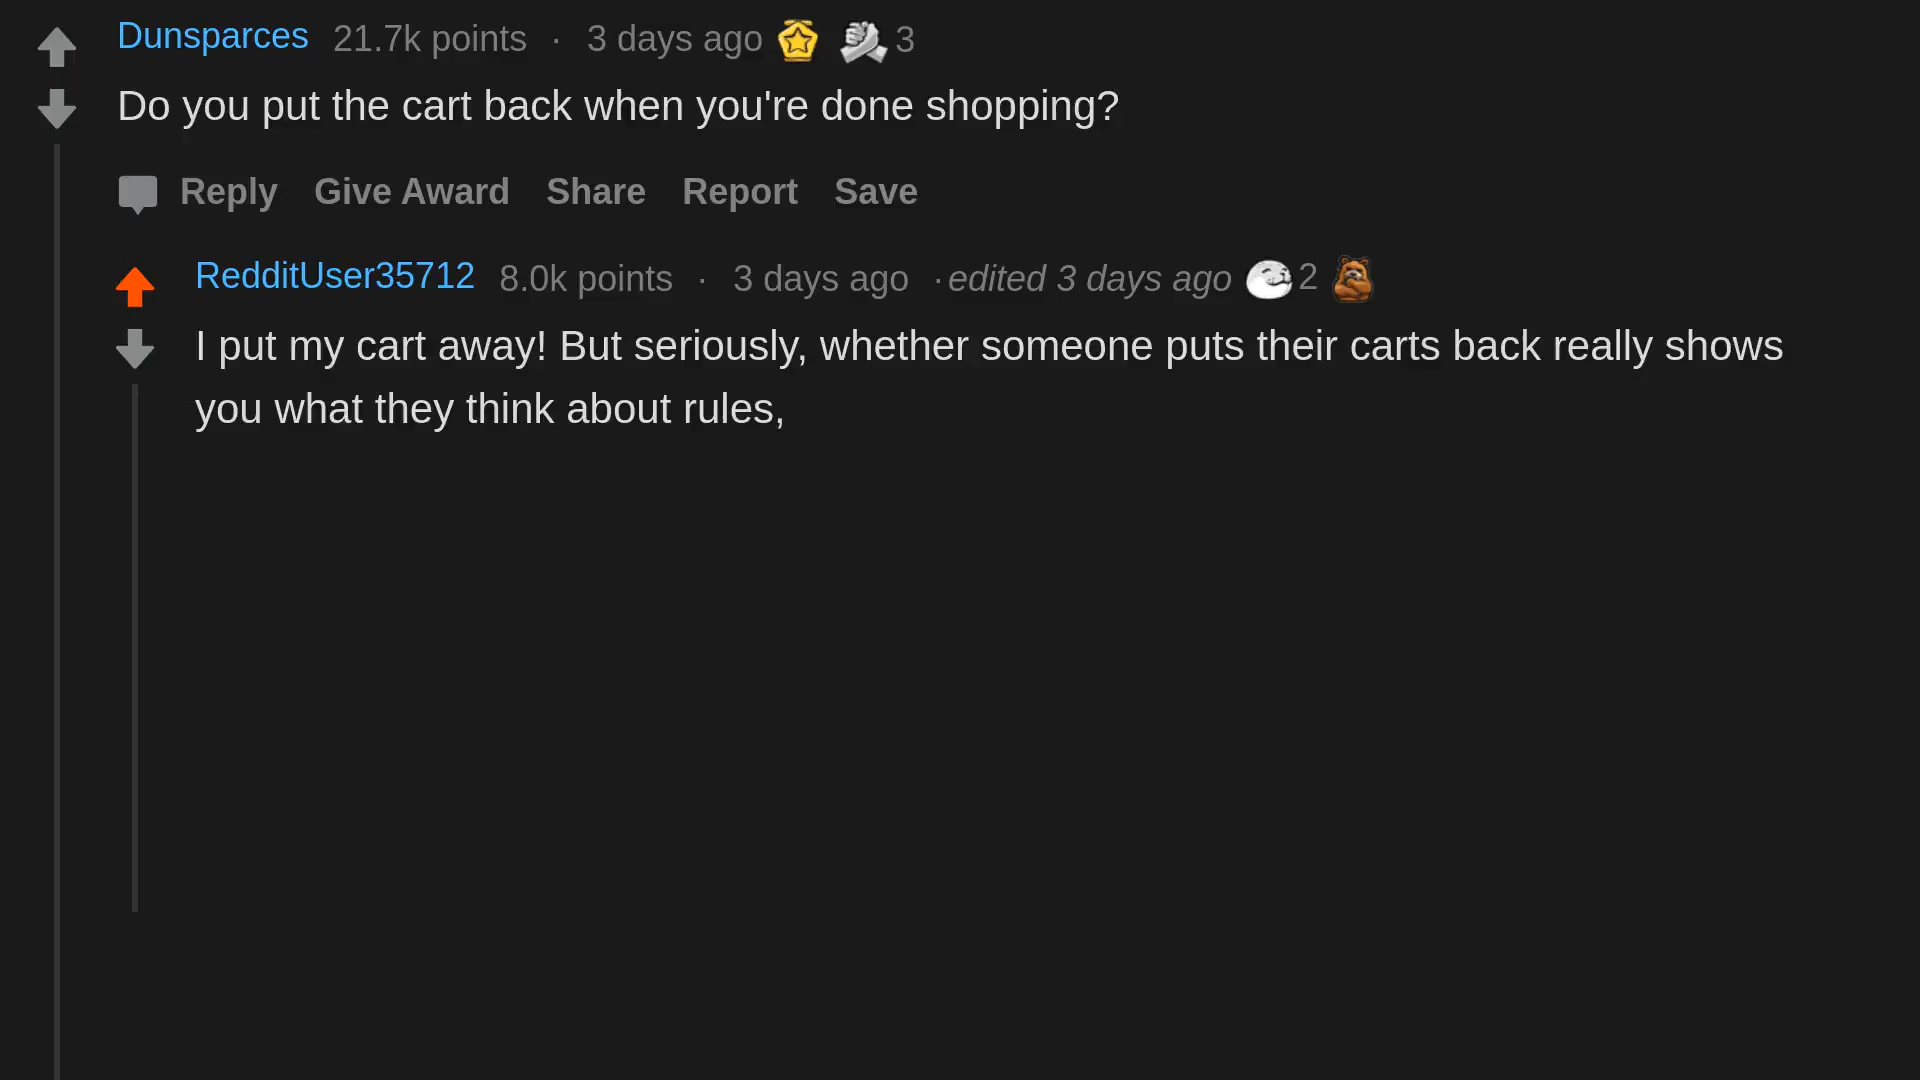 Dunsparces 21.7k points · 3 days ago 3
Do you put the cart back when you're done shopping?
Reply Give Award Share Report Save
RedditUser35712 8.0k points · 3 days ago · edited 3 days ago 2
I put my cart away! But seriously, whether someone puts their carts back really shows
you what they think about rules,